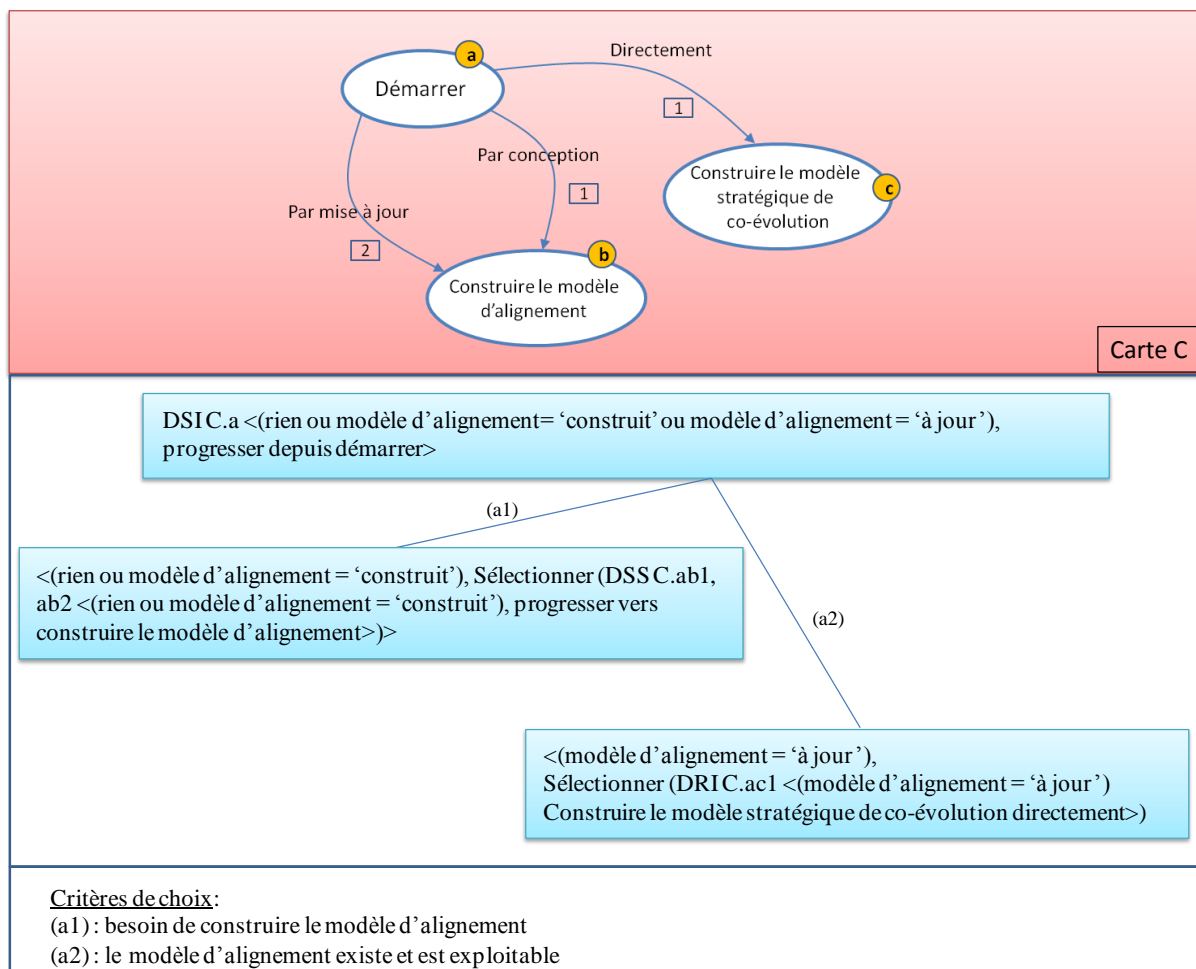 a
Directement
Démarrer
1
Par conception
Construire le modèle
stratégique de
co-évolution
c
1
Par mise à jour
2
b
Construire le modèle
d'alignement
Carte C
DSI C.a <(rien ou modèle d'alignement= 'construit' ou modèle d'alignement = 'à jour'),
progresser depuis démarrer>
(a1)
<(rien ou modèle d'alignement = 'construit'), Sélectionner (DSS C.ab1,
ab2 <(rien ou modèle d'alignement = 'construit'), progresser vers
construire le modèle d'alignement>)>
(a2)
<(modèle d'alignement = 'à jour'),
Sélectionner (DRI C.ac1 <(modèle d'alignement = 'à jour')
Construire le modèle stratégique de co-évolution directement>)
Critères de choix:
(a1) : besoin de construire le modèle d'alignement
(a2) : le modèle d'alignement existe et est exploitable